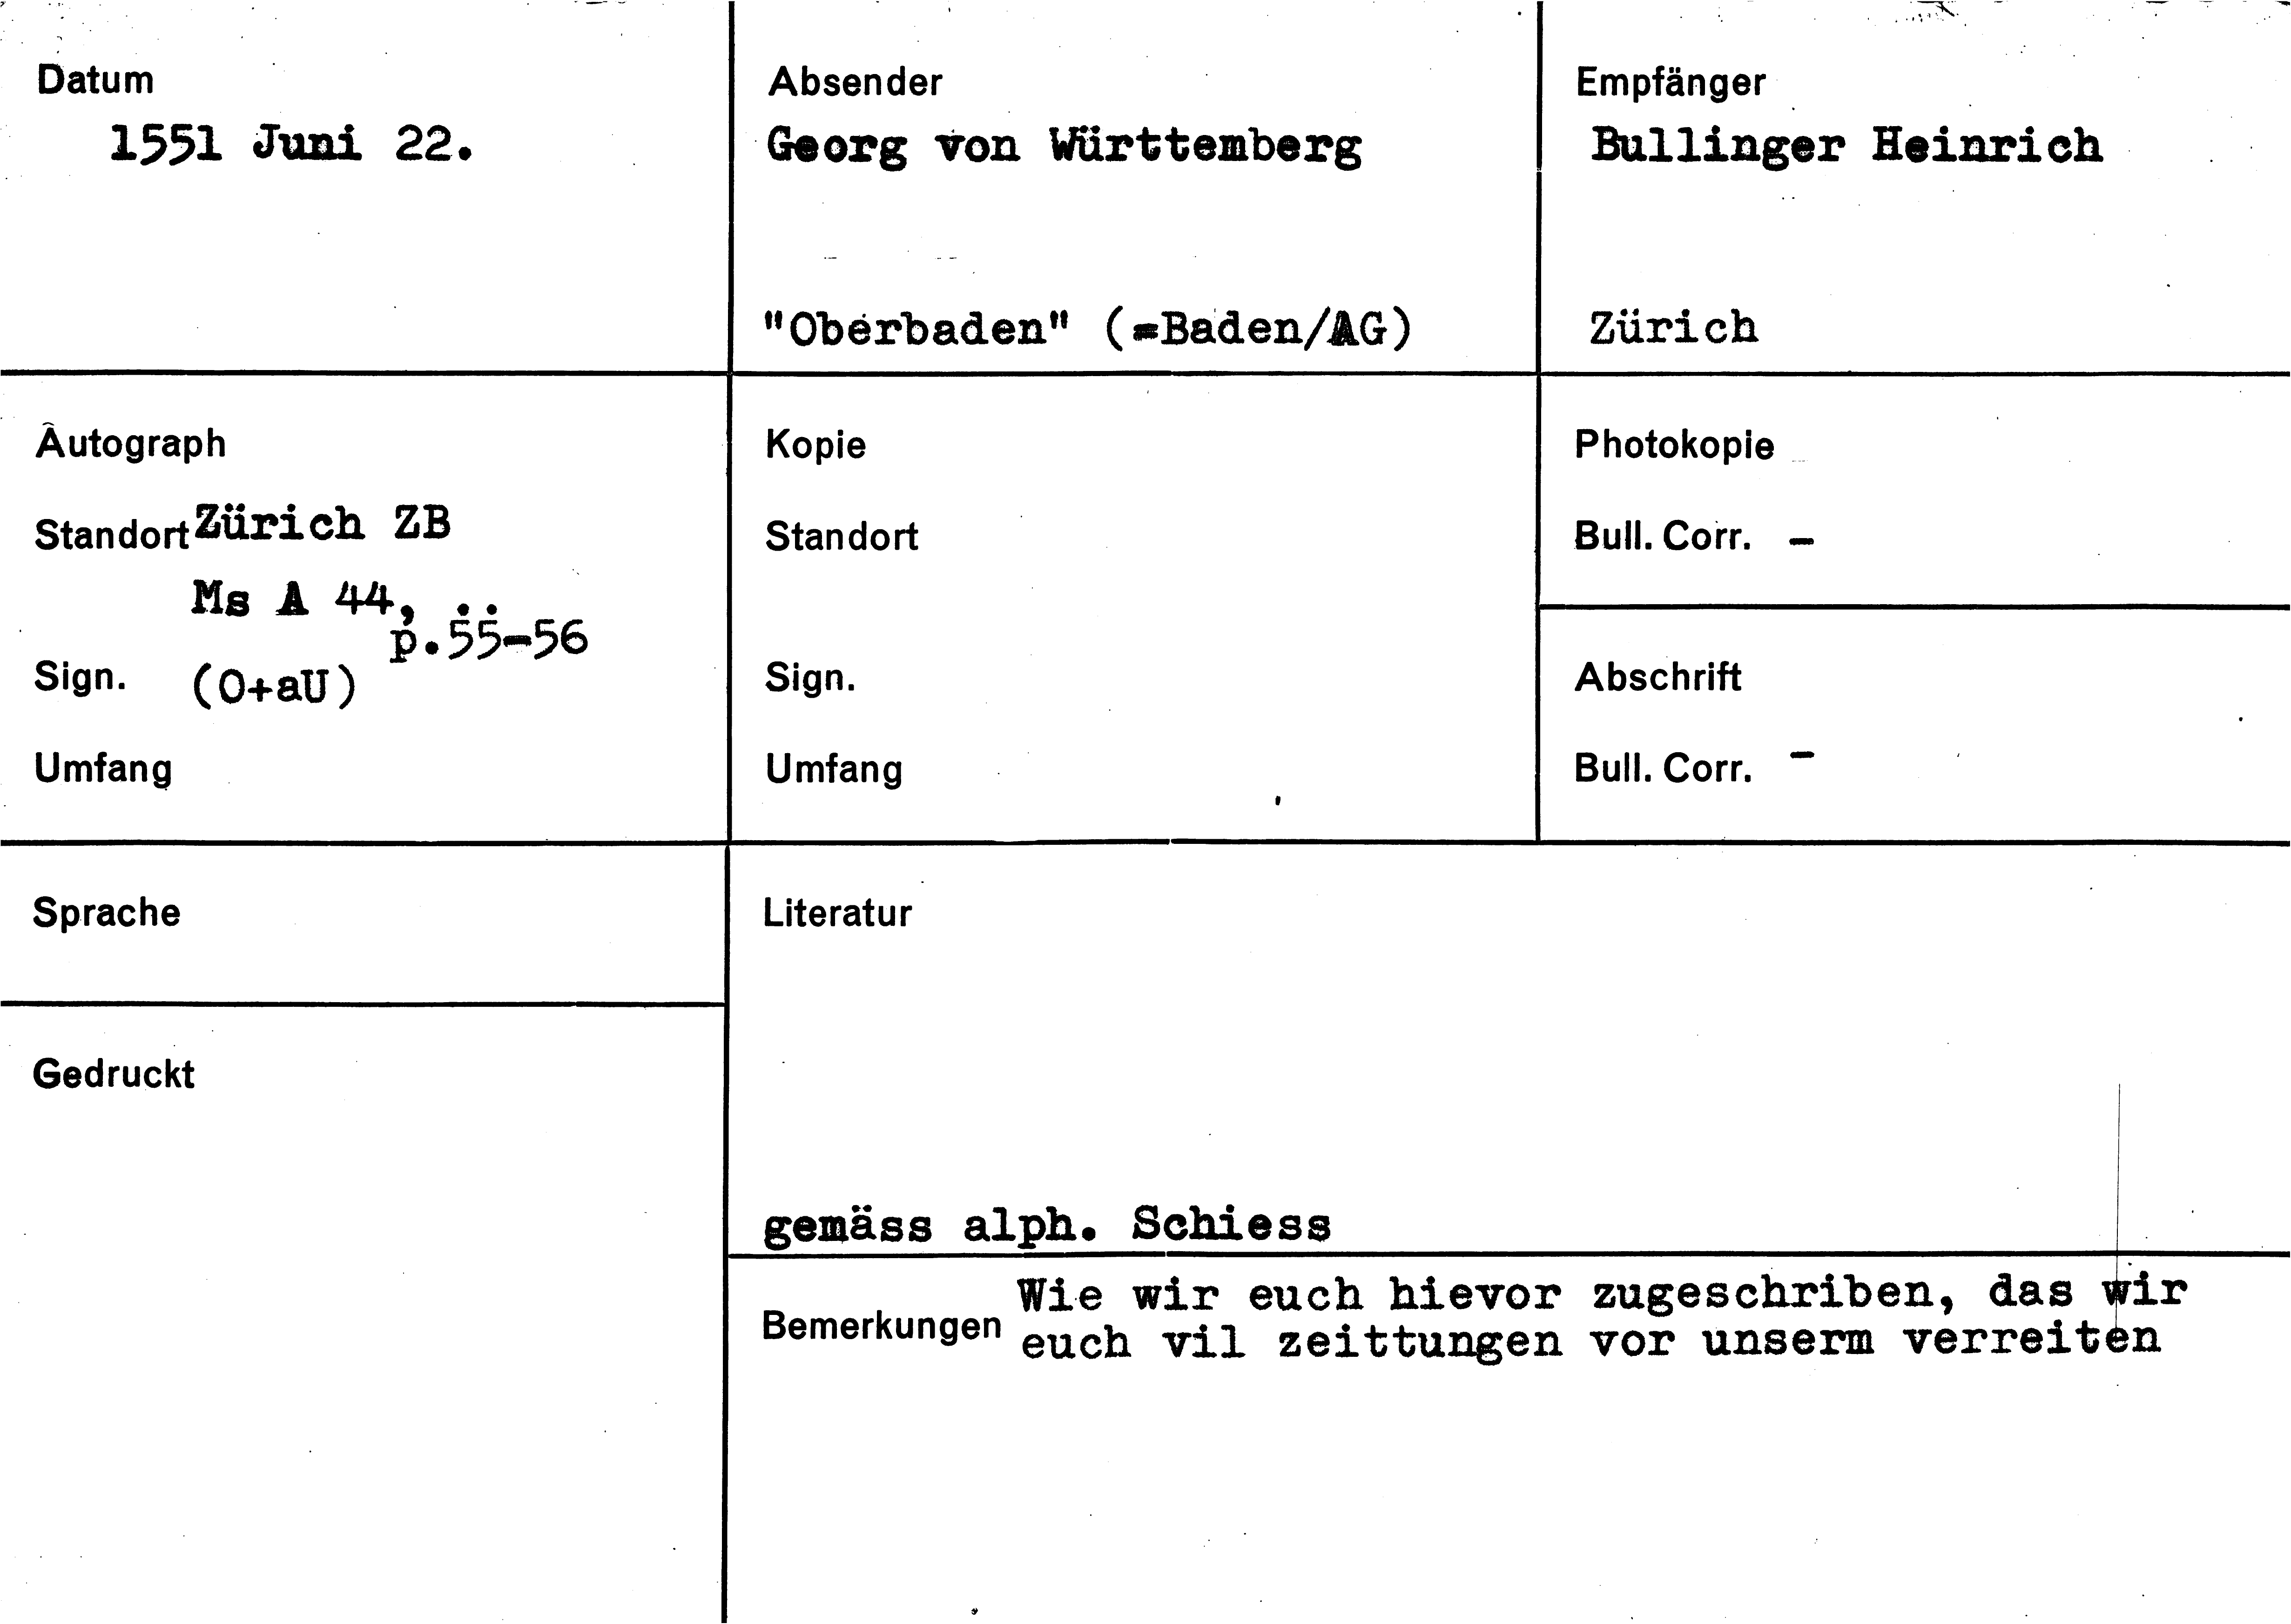 Datum
1551 Juni 22.
Absender
Georg von Württemberg
"Oberbaden" (=Baden/AG)
Empfänger
Bullinger Heinrich
Zürich
Autograph
Standort Zürich ZB
Ms A 44, ..
p.55-56
Sign. (O+aU)
Umfang
Kopie
Standort
Sign.
Umfang
Photokopie
Bull. Corr. -
Abschrift
Bull. Corr. -
Sprache
Gedruckt
Literatur
gemäss alph. Schiess
Bemerkungen
Wie wir euch hievor zugeschriben, das wir
euch vil zeittungen vor unserm verreiten